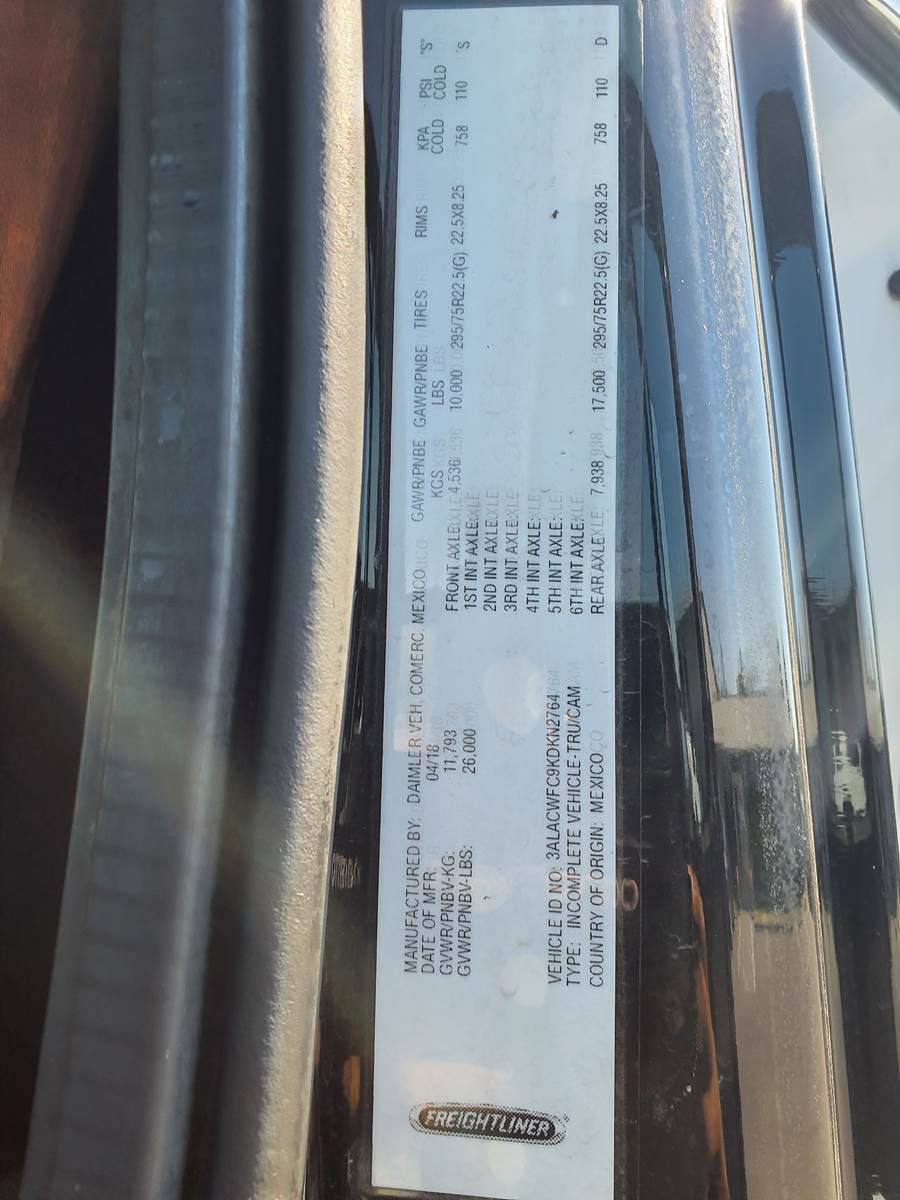 FREIGHTLINER
MANUFACTURED BY: DAIMLER VEH, COMERC. MEXICO
DATE OF MFR: 04/18
GVWR/PNBV-KG: 11,793
GVWR/PNBV-LBS: 26,000
VEHICLE ID NO: 3ALACWFC9KDKN2764
TYPE: INCOMPLETE VEHICLE-TRU/CAM
COUNTRY OF ORIGIN: MEXICO
GAWR/PNBE GAWR/PNBE TIRES RIMS KPA PSI "S"
KGS LBS COLD COLD
FRONT AXLE: 4,536 10,000 295/75R22.5(G) 22.5X8.25 758 110 S
1ST INT AXLE:
2ND INT AXLE:
3RD INT AXLE:
4TH INT AXLE:
5TH INT AXLE:
6TH INT AXLE:
REAR AXLE 7,938 17,500 295/75R22.5(G) 22.5X8.25 758 110 D